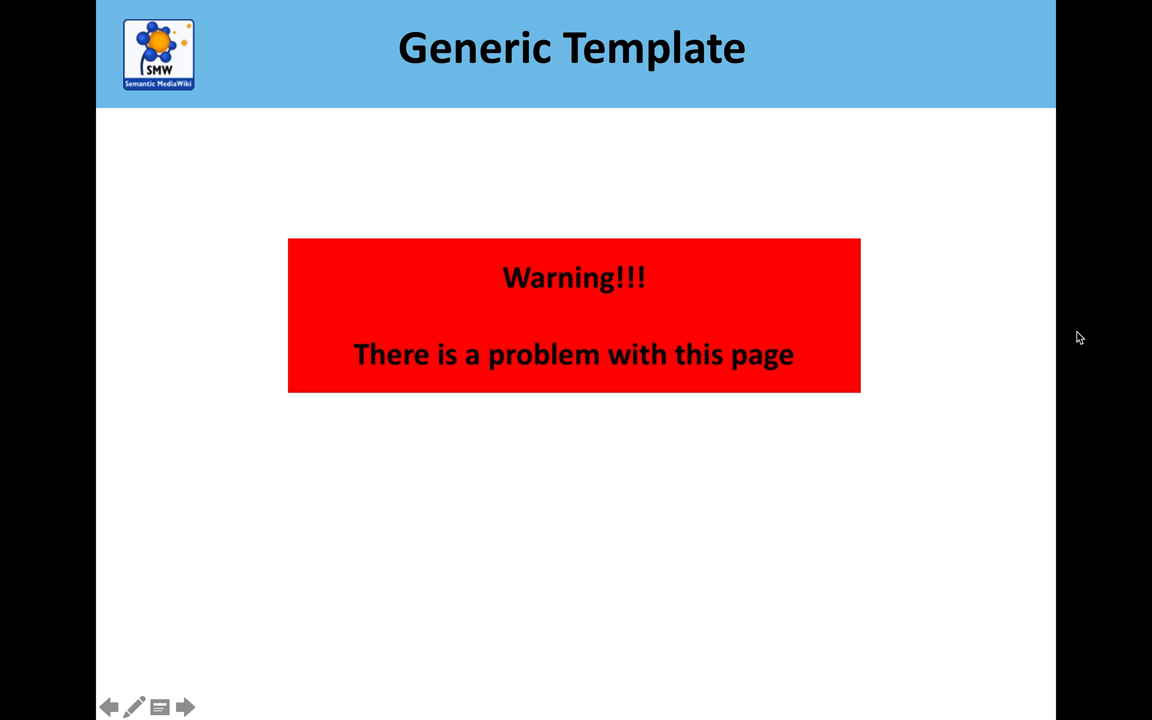 SMW
Semantic MediaWiki
Generic Template
Warning!!!
There is a problem with this page